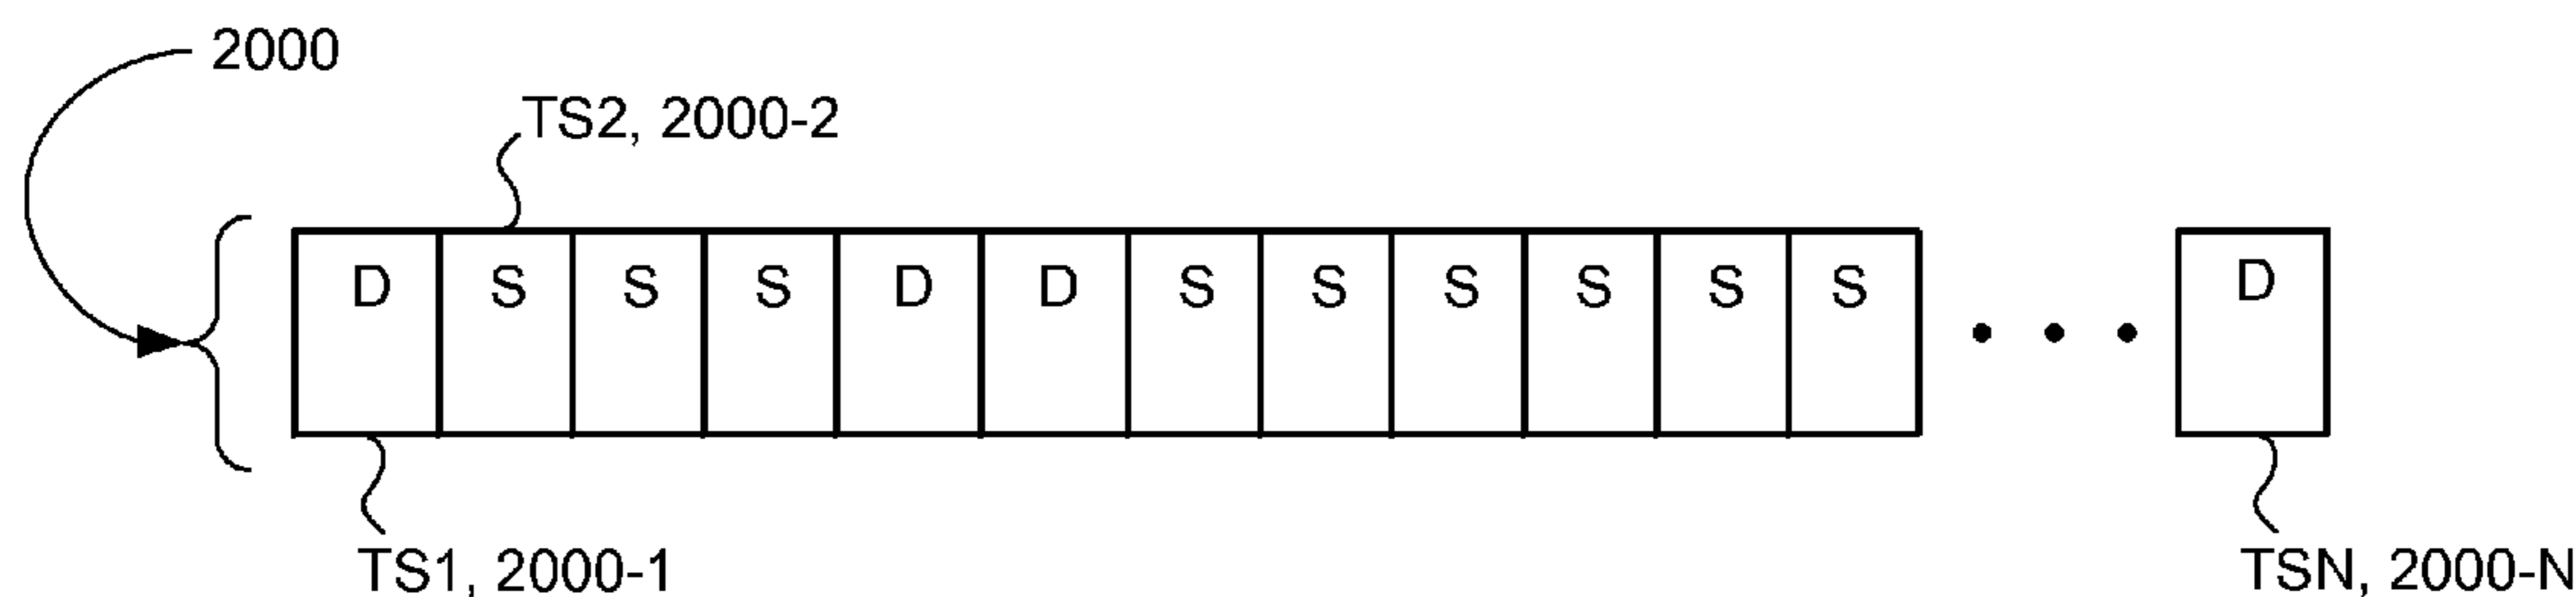 2000
TS2, 2000-2
D S S S D D S S S S S S D
TS1, 2000-1
TSN, 2000-N